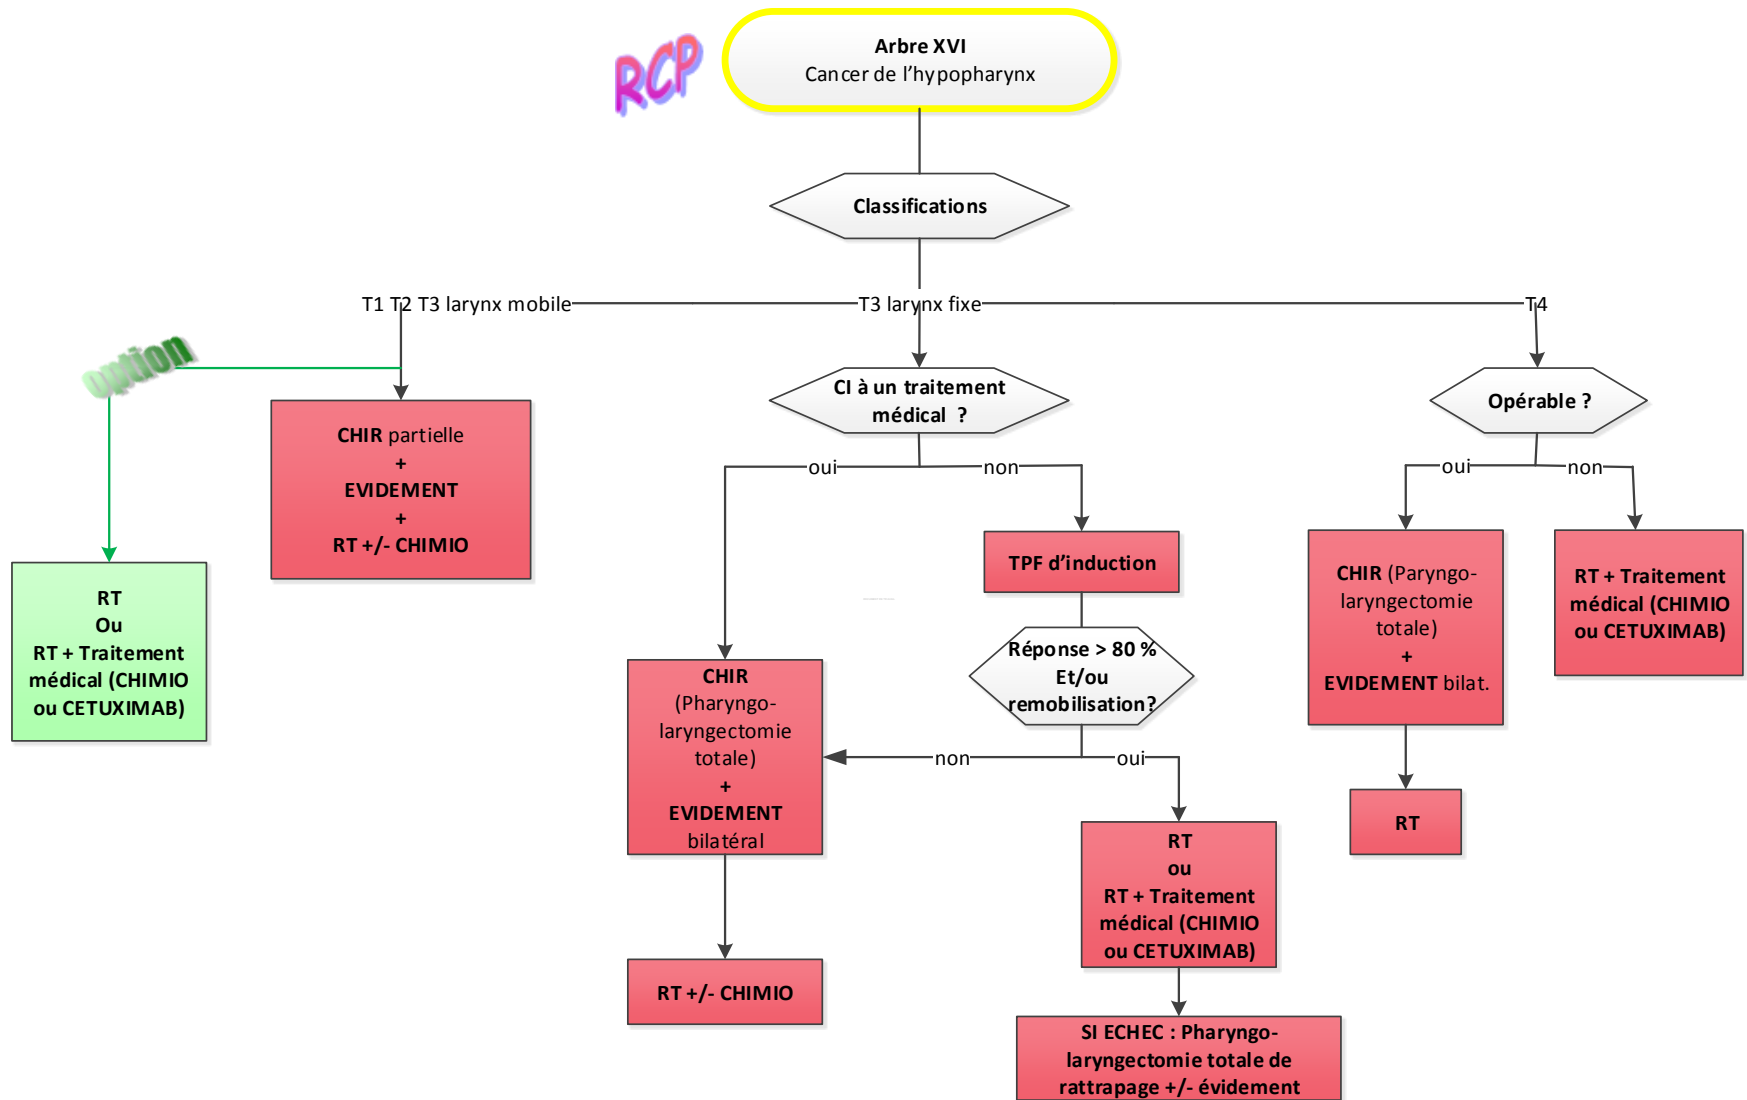 RCP
Arbre XVI
Cancer de l'hypopharynx
Classifications
T1 T2 T3 larynx mobile
T3 larynx fixe
T4
option
CHIR partielle
+
EVIDEMENT
+
RT +/- CHIMIO
RT
Ou
RT + Traitement
médical (CHIMIO
ou CETUXIMAB)
CI à un traitement
médical ?
oui
non
TPF d'induction
Réponse > 80 %
Et/ou
remobilisation?
non
oui
CHIR
(Pharyngo-
laryngectomie
totale)
+
EVIDEMENT
bilatéral
RT +/- CHIMIO
RT
ou
RT + Traitement
médical (CHIMIO
ou CETUXIMAB)
SI ECHEC : Pharyngo-
laryngectomie totale de
rattrapage +/- évidement
Opérable ?
oui
non
CHIR (Paryngo-
laryngectomie
totale)
+
EVIDEMENT bilat.
RT
RT + Traitement
médical (CHIMIO
ou CETUXIMAB)